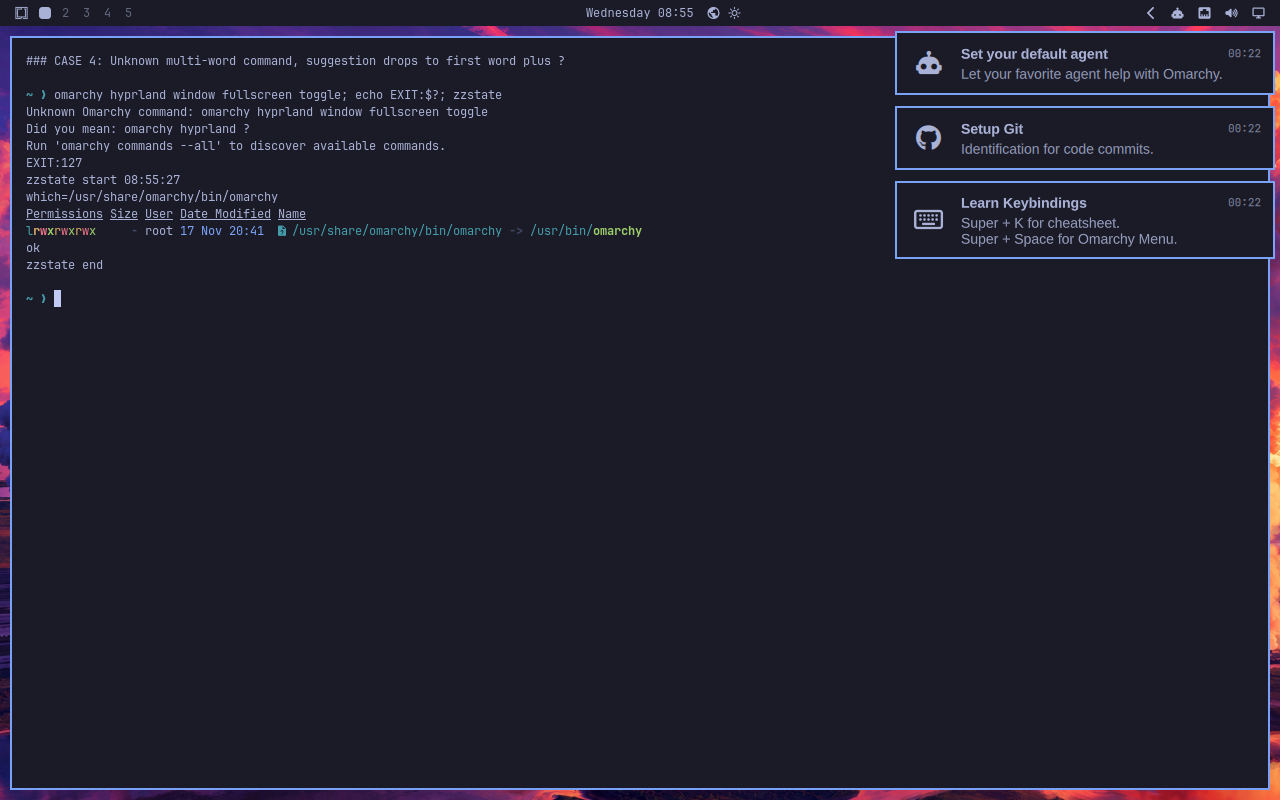 2 3 4 5
Wednesday 08:55
### CASE 4: Unknown multi-word command, suggestion drops to first word plus ?
~ ❯ omarchy hyprland window fullscreen toggle; echo EXIT:$?; zzstate
Unknown Omarchy command: omarchy hyprland window fullscreen toggle
Did you mean: omarchy hyprland ?
Run 'omarchy commands --all' to discover available commands.
EXIT:127
zzstate start 08:55:27
which=/usr/share/omarchy/bin/omarchy
Permissions Size User Date Modified Name
lrwxrwxrwx - root 17 Nov 20:41 /usr/share/omarchy/bin/omarchy -> /usr/bin/omarchy
ok
zzstate end
~ ❯
Set your default agent 00:22
Let your favorite agent help with Omarchy.
Setup Git 00:22
Identification for code commits.
Learn Keybindings 00:22
Super + K for cheatsheet.
Super + Space for Omarchy Menu.